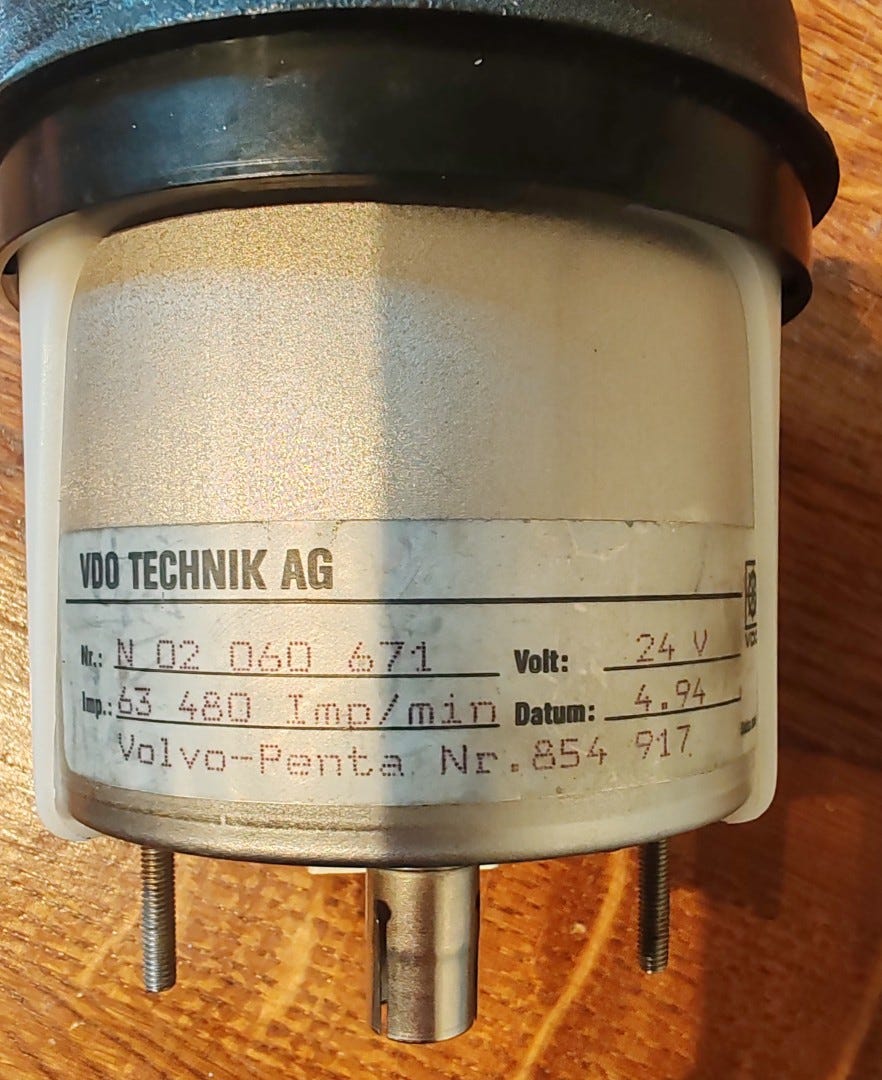 VDO TECHNIK AG
Nr.: N 02 060 671 Volt: 24 V
VDO
Imp.: 63 480 Imp/min Datum: 4.94
Volvo-Penta Nr.854 917